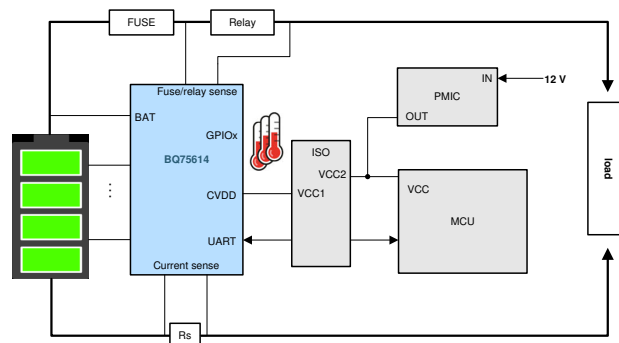 FUSE
Relay
Fuse/relay sense
IN
12 V
PMIC
BAT
OUT
GPIOx
ISO
BQ75614
VCC2
load
CVDD
VCC1
VCC
MCU
UART
Current sense
Rs